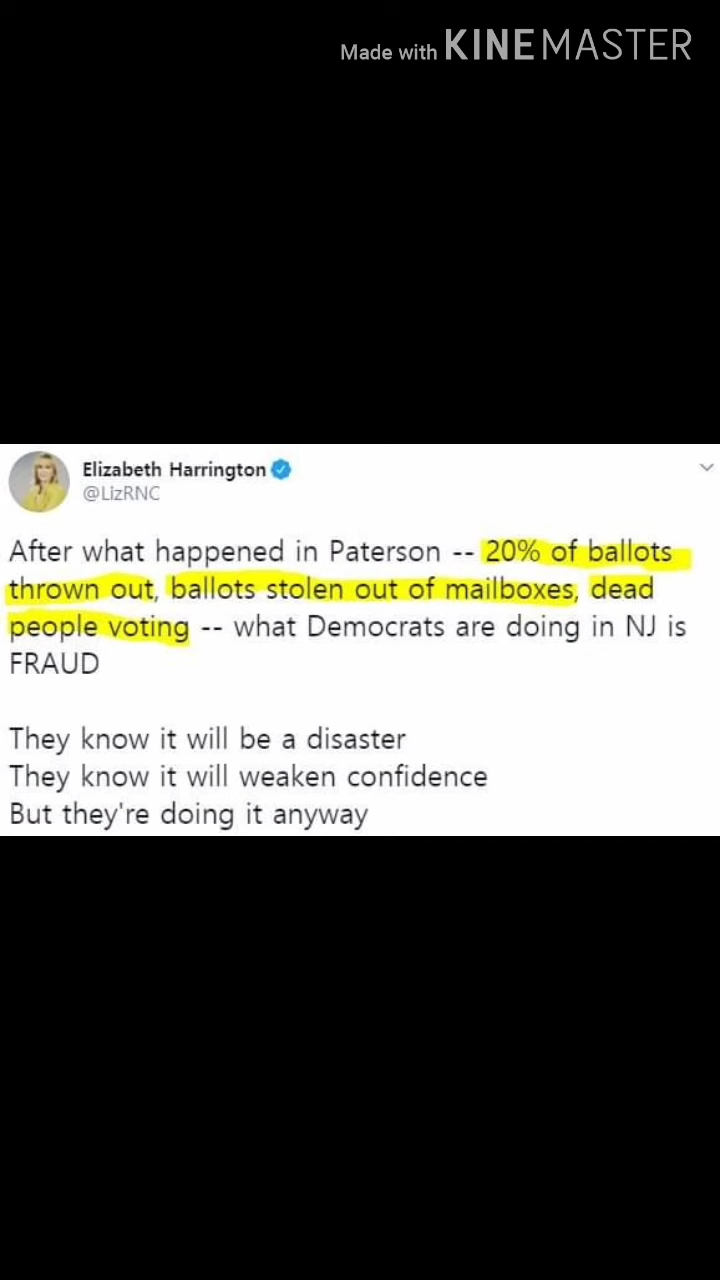 Made with KINEMASTER
Elizabeth Harrington
@LizRNC
After what happened in Paterson -- 20% of ballots
thrown out, ballots stolen out of mailboxes, dead
people voting -- what Democrats are doing in NJ is
FRAUD
They know it will be a disaster
They know it will weaken confidence
But they're doing it anyway